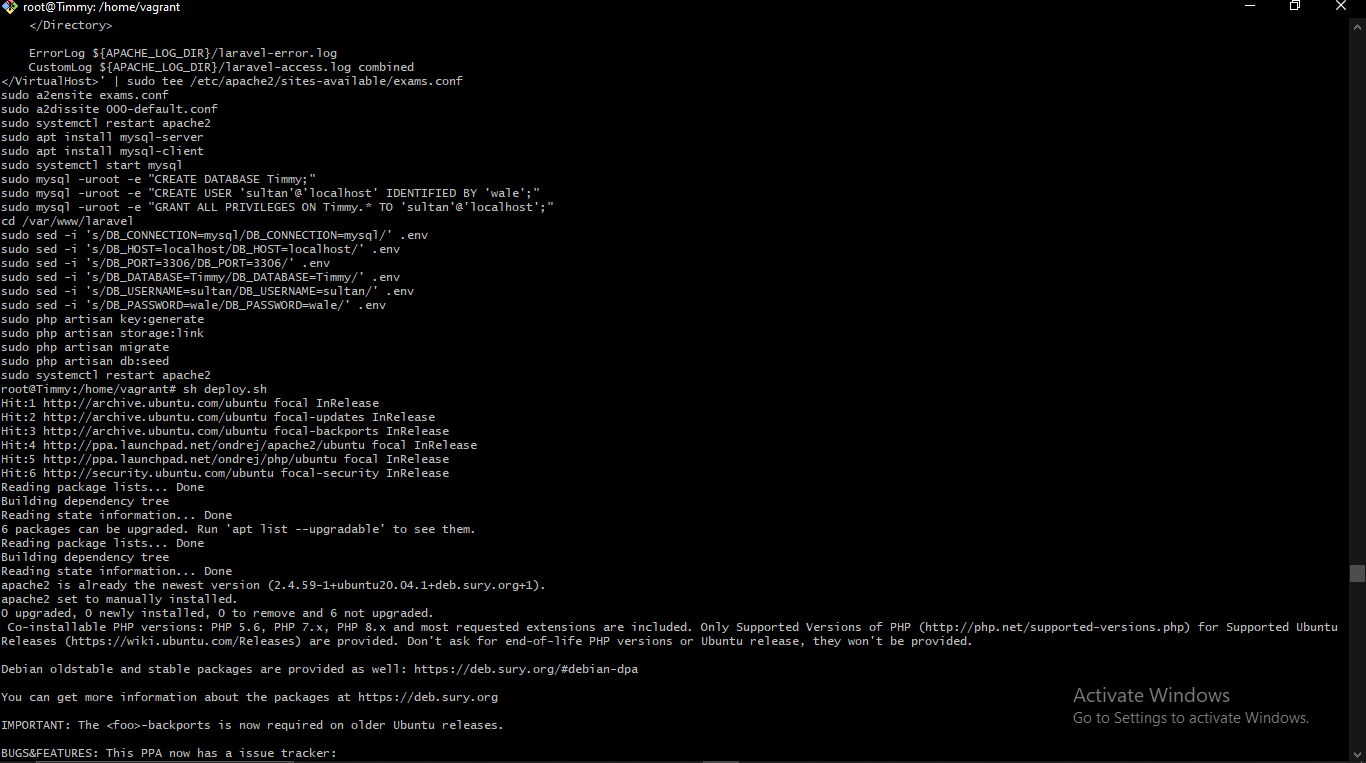 root@Timmy: /home/vagrant
</Directory>
ErrorLog ${APACHE_LOG_DIR}/laravel-error.log
CustomLog ${APACHE_LOG_DIR}/laravel-access.log combined
</VirtualHost>' | sudo tee /etc/apache2/sites-available/exams.conf
sudo a2ensite exams.conf
sudo a2dissite 000-default.conf
sudo systemctl restart apache2
sudo apt install mysql-server
sudo apt install mysql-client
sudo systemctl start mysql
sudo mysql -uroot -e "CREATE DATABASE Timmy;"
sudo mysql -uroot -e "CREATE USER 'sultan'@'localhost' IDENTIFIED BY 'wale';"
sudo mysql -uroot -e "GRANT ALL PRIVILEGES ON Timmy.* TO 'sultan'@'localhost';"
cd /var/www/laravel
sudo sed -i 's/DB_CONNECTION=mysql/DB_CONNECTION=mysql/' .env
sudo sed -i 's/DB_HOST=localhost/DB_HOST=localhost/' .env
sudo sed -i 's/DB_PORT=3306/DB_PORT=3306/' .env
sudo sed -i 's/DB_DATABASE=Timmy/DB_DATABASE=Timmy/' .env
sudo sed -i 's/DB_USERNAME=sultan/DB_USERNAME=sultan/' .env
sudo sed -i 's/DB_PASSWORD=wale/DB_PASSWORD=wale/' .env
sudo php artisan key:generate
sudo php artisan storage:link
sudo php artisan migrate
sudo php artisan db:seed
sudo systemctl restart apache2
root@Timmy:/home/vagrant# sh deploy.sh
Hit:1 http://archive.ubuntu.com/ubuntu focal InRelease
Hit:2 http://archive.ubuntu.com/ubuntu focal-updates InRelease
Hit:3 http://archive.ubuntu.com/ubuntu focal-backports InRelease
Hit:4 http://ppa.launchpad.net/ondrej/apache2/ubuntu focal InRelease
Hit:5 http://ppa.launchpad.net/ondrej/php/ubuntu focal InRelease
Hit:6 http://security.ubuntu.com/ubuntu focal-security InRelease
Reading package lists... Done
Building dependency tree
Reading state information... Done
6 packages can be upgraded. Run 'apt list --upgradable' to see them.
Reading package lists... Done
Building dependency tree
Reading state information... Done
apache2 is already the newest version (2.4.59-1+ubuntu20.04.1+deb.sury.org+1).
apache2 set to manually installed.
0 upgraded, 0 newly installed, 0 to remove and 6 not upgraded.
Co-installable PHP versions: PHP 5.6, PHP 7.x, PHP 8.x and most requested extensions are included. Only Supported Versions of PHP (http://php.net/supported-versions.php) for Supported Ubuntu
Releases (https://wiki.ubuntu.com/Releases) are provided. Don't ask for end-of-life PHP versions or Ubuntu release, they won't be provided.
Debian oldstable and stable packages are provided as well: https://deb.sury.org/#debian-dpa
You can get more information about the packages at https://deb.sury.org
IMPORTANT: The <foo>-backports is now required on older Ubuntu releases.
BUGS&FEATURES: This PPA now has a issue tracker:
Activate Windows
Go to Settings to activate Windows.